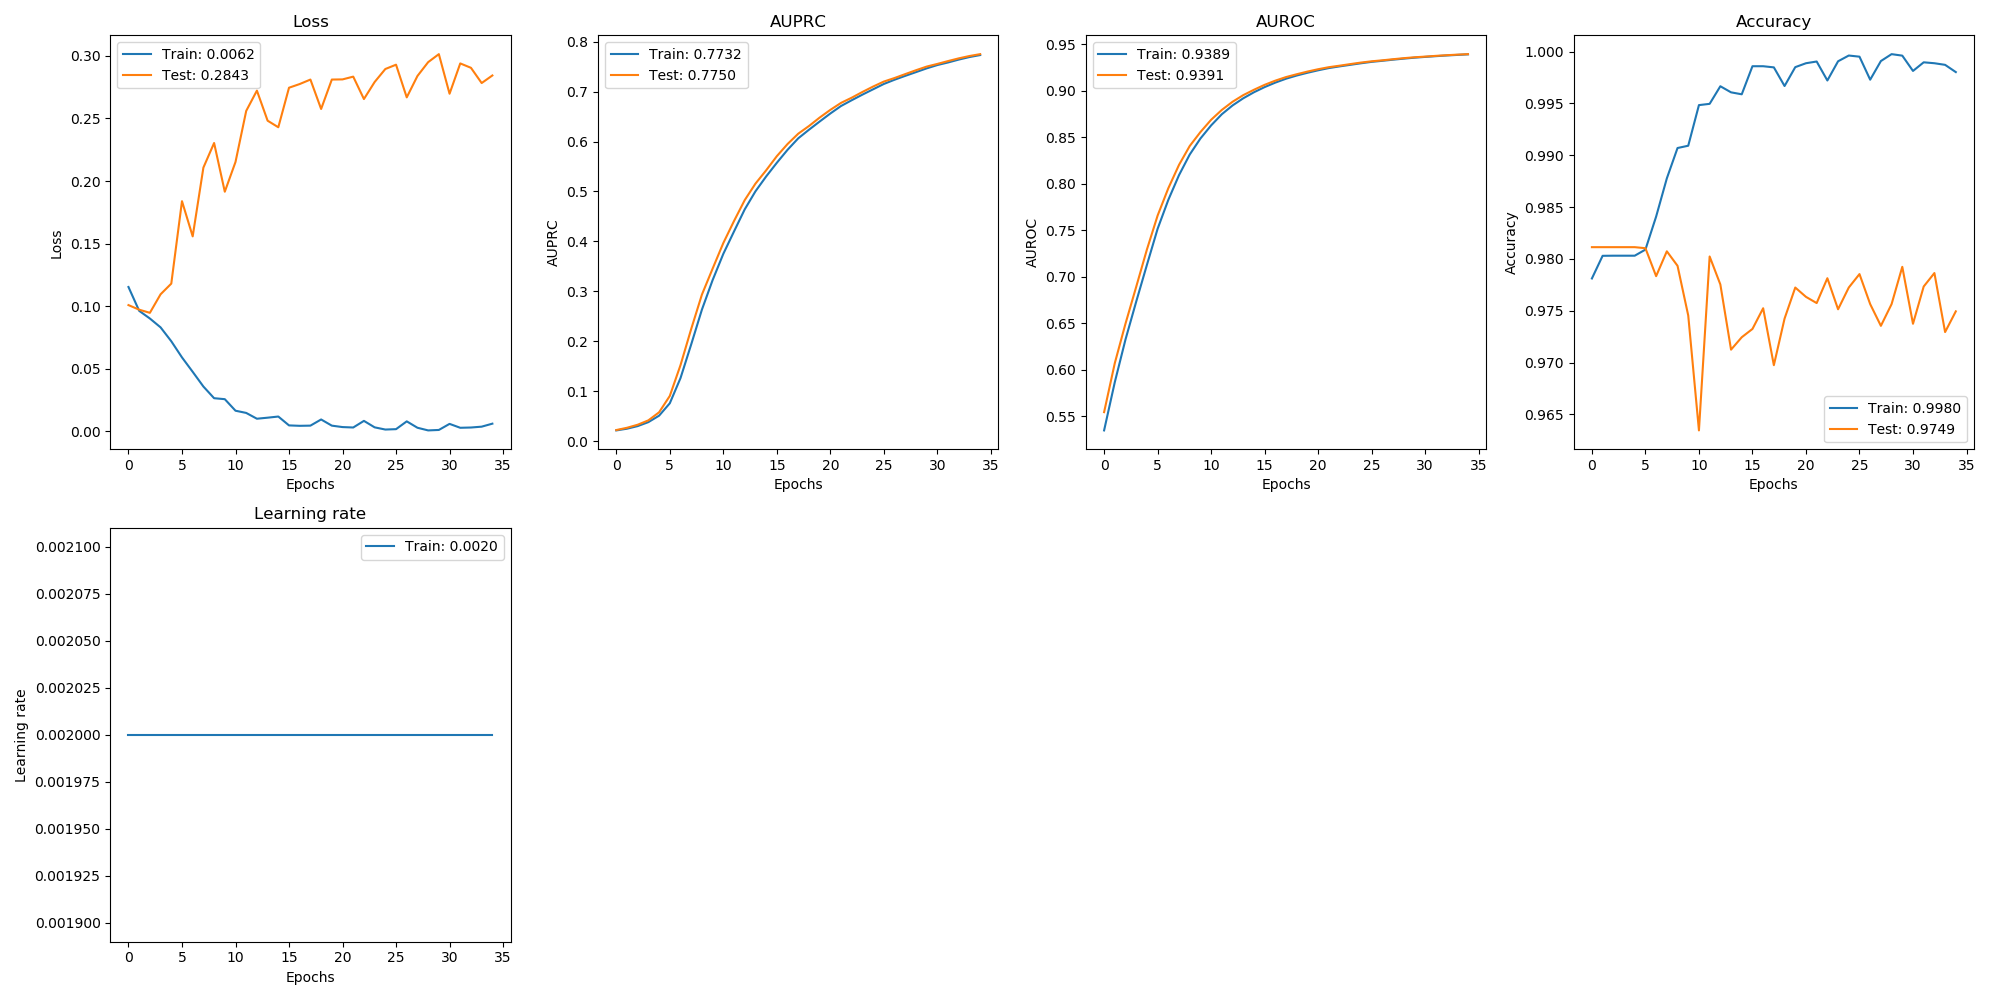 Loss
Train: 0.0062
Test: 0.2843
0.30
0.25
0.20
0.15
0.10
0.05
0.00
Loss
0 5 10 15 20 25 30 35
Epochs
AUPRC
Train: 0.7732
Test: 0.7750
0.8
0.7
0.6
0.5
0.4
0.3
0.2
0.1
0.0
AUPRC
0 5 10 15 20 25 30 35
Epochs
AUROC
Train: 0.9389
Test: 0.9391
0.95
0.90
0.85
0.80
0.75
0.70
0.65
0.60
0.55
AUROC
0 5 10 15 20 25 30 35
Epochs
Accuracy
1.000
0.995
0.990
0.985
0.980
0.975
0.970
0.965
Accuracy
Train: 0.9980
Test: 0.9749
0 5 10 15 20 25 30 35
Epochs
Learning rate
Train: 0.0020
0.002100
0.002075
0.002050
0.002025
0.002000
0.001975
0.001950
0.001925
0.001900
Learning rate
0 5 10 15 20 25 30 35
Epochs